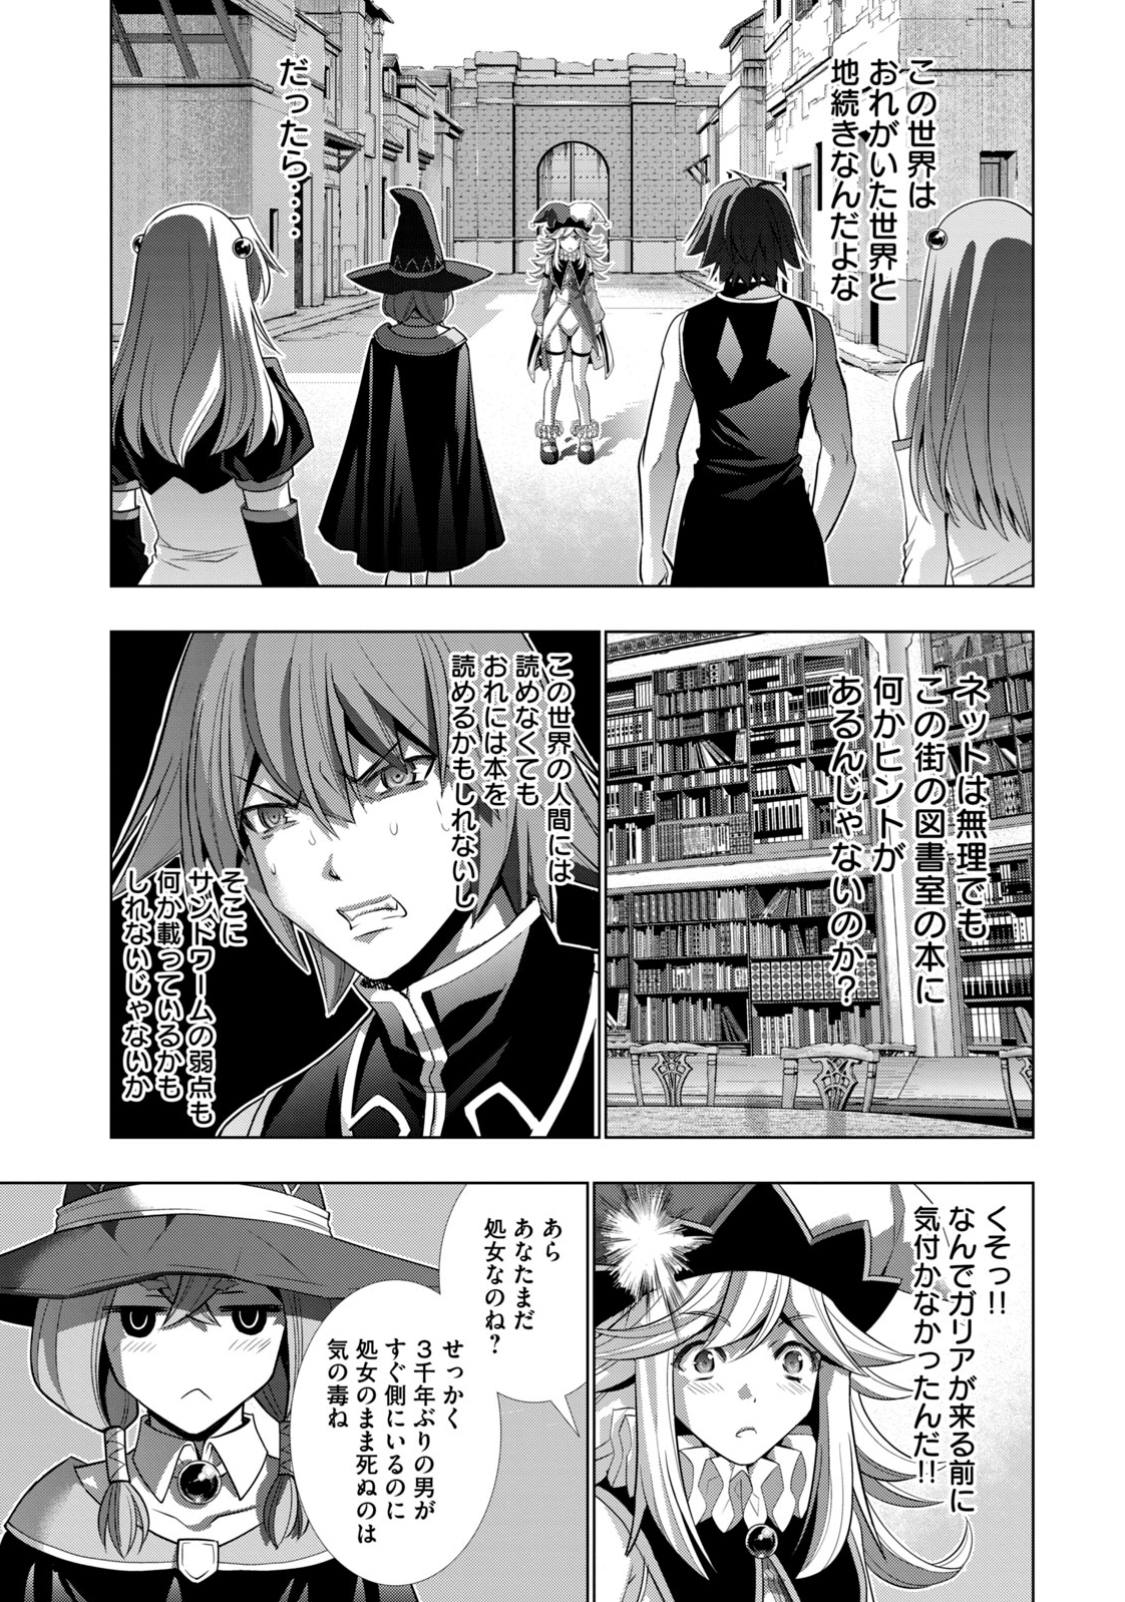 この世界は
おれがいた世界と
地続きなんだよな
だったら‥‥
ネットは無理でも
この街の図書室の本に
何かヒントが
あるんじゃないのか?
この世界の人間には
読めなくても
おれには本を
読めるかもしれないし
そこに
サンドワームの弱点も
何か載っているかも
しれないじゃないか
くそっ!!
なんでガリアが来る前に
気付かなかったんだ!!
あら
あなたまだ
処女なのね?
せっかく
3千年ぶりの男が
すぐ側にいるのに
処女のまま死ぬのは
気の毒ね